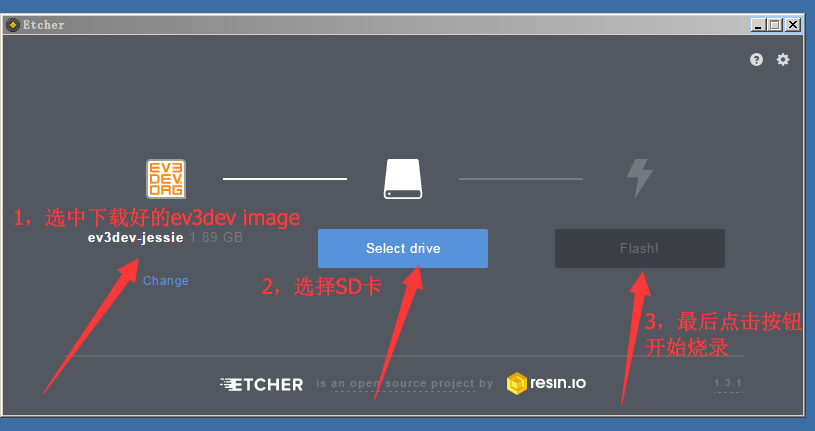 Etcher
EV3
DEV
.ORG
1，选中下载好的ev3dev image
ev3dev-jessie 1.89 GB
Change
Select drive
2，选择SD卡
Flash!
3，最后点击按钮
开始烧录
ETCHER is an open source project by resin.io
1.3.1